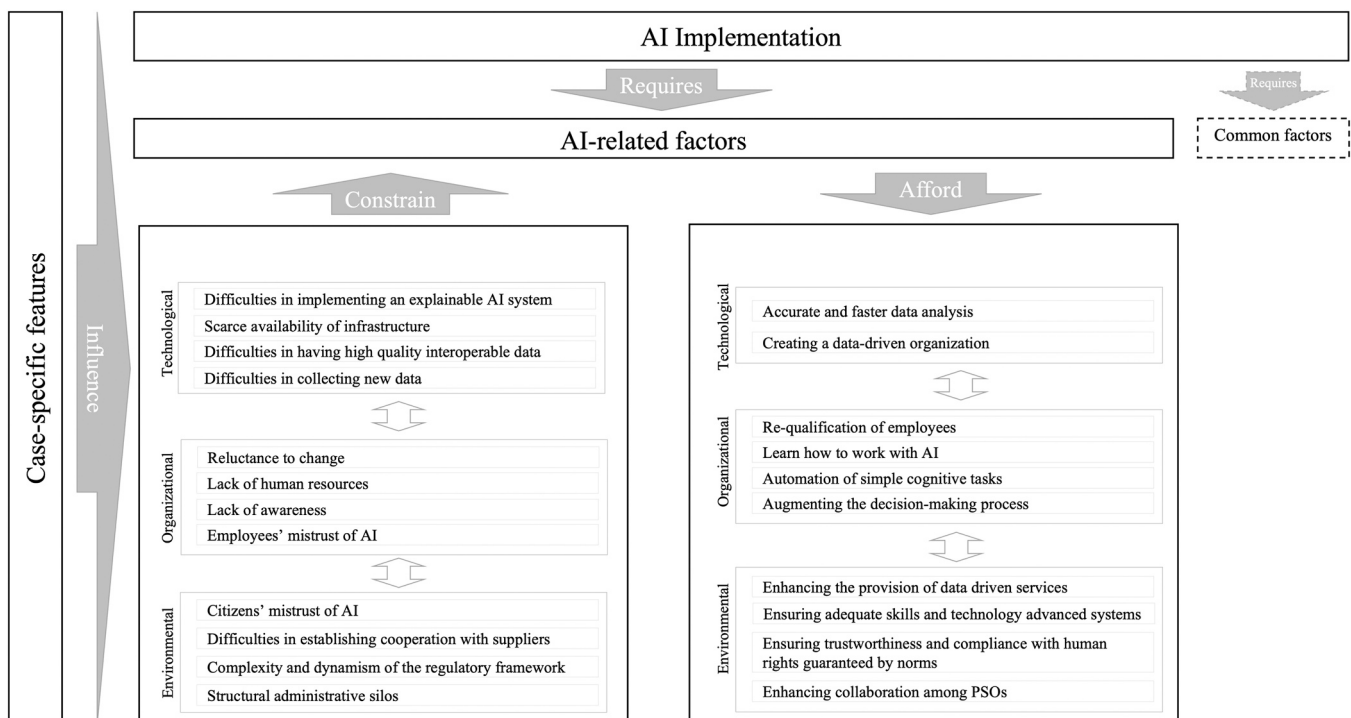 Case-specific features
Influence
AI Implementation
Requires
Requires
AI-related factors
Common factors
Constrain
Afford
Technological
Difficulties in implementing an explainable AI system
Scarce availability of infrastructure
Difficulties in having high quality interoperable data
Difficulties in collecting new data
Organizational
Reluctance to change
Lack of human resources
Lack of awareness
Employees’ mistrust of AI
Environmental
Citizens’ mistrust of AI
Difficulties in establishing cooperation with suppliers
Complexity and dynamism of the regulatory framework
Structural administrative silos
Technological
Accurate and faster data analysis
Creating a data-driven organization
Organizational
Re-qualification of employees
Learn how to work with AI
Automation of simple cognitive tasks
Augmenting the decision-making process
Environmental
Enhancing the provision of data driven services
Ensuring adequate skills and technology advanced systems
Ensuring trustworthiness and compliance with human
rights guaranteed by norms
Enhancing collaboration among PSOs